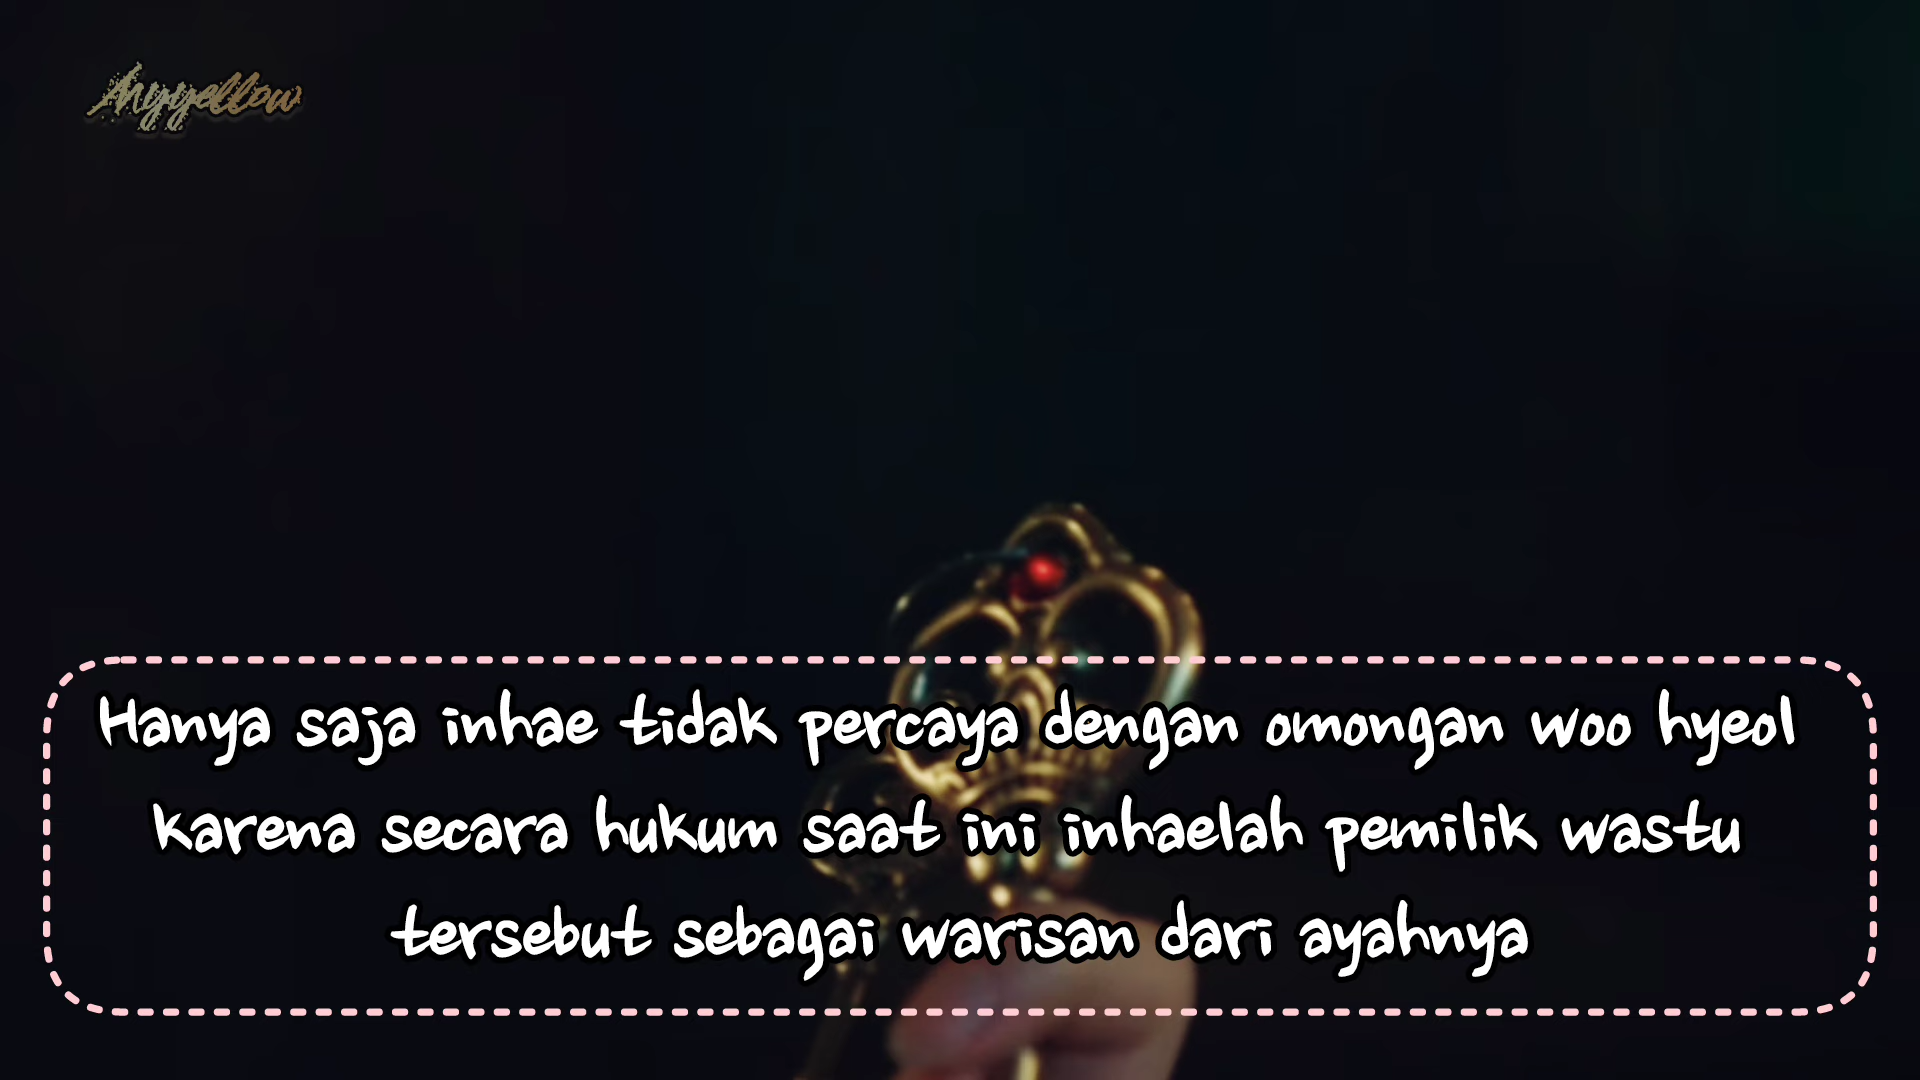 Anyyellow
Hanya saja inhae tidak percaya dengan omongan woo hyeol
karena secara hukum saat ini inhaelah pemilik wastu
tersebut sebagai warisan dari ayahnya